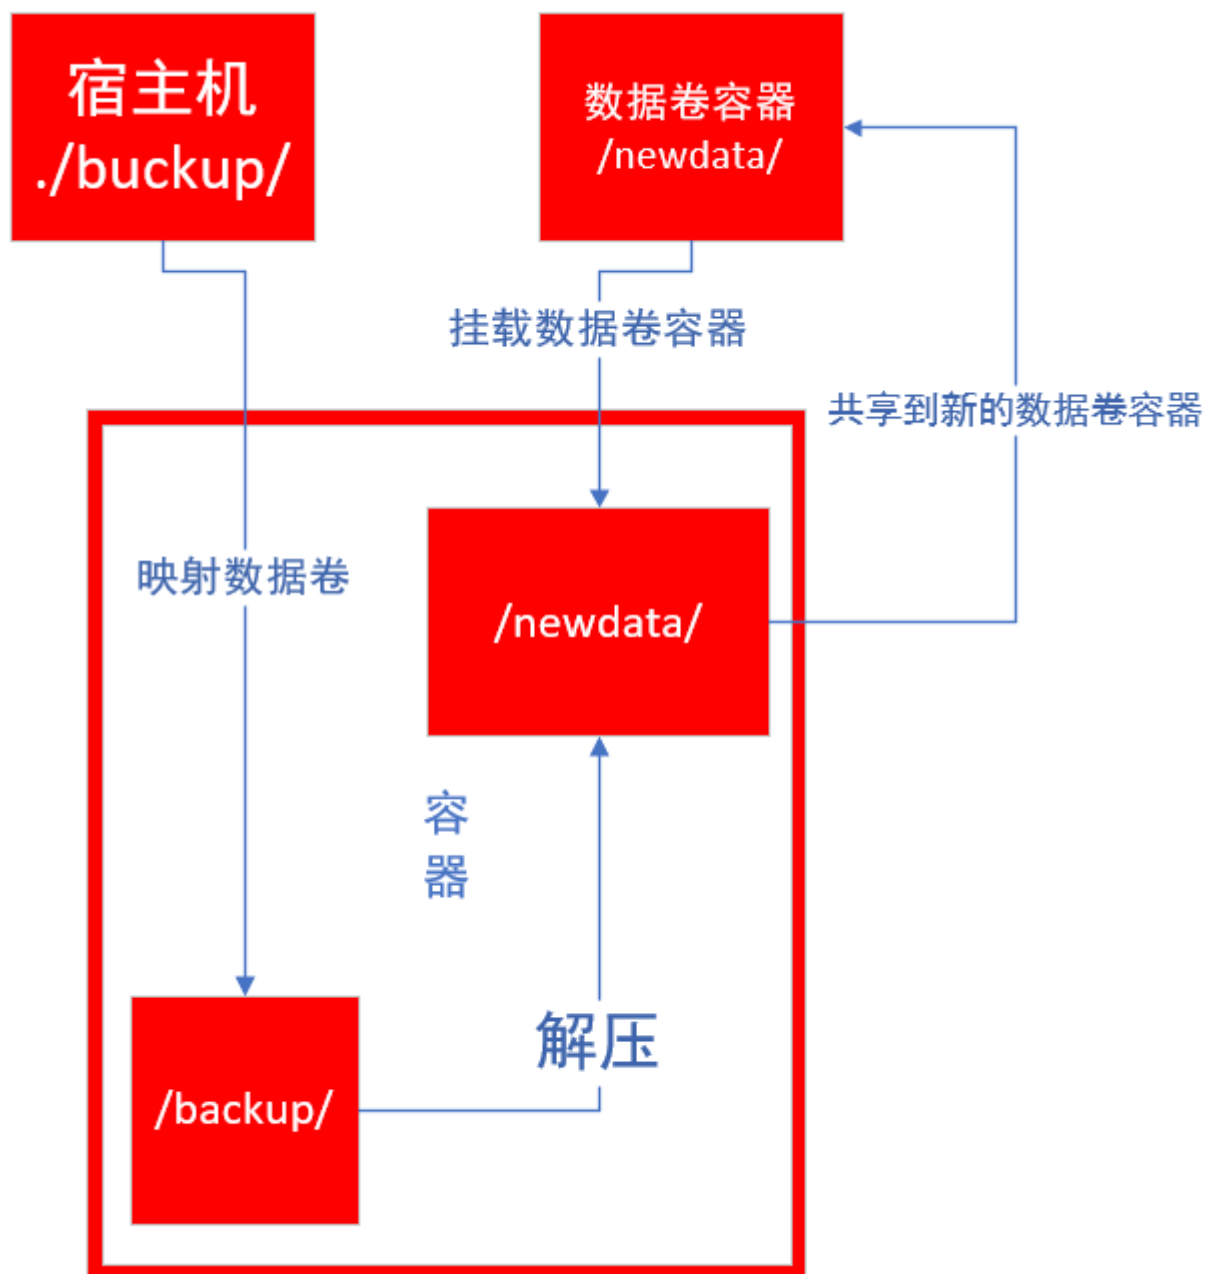 宿主机
./buckup/
数据卷容器
/newdata/
挂载数据卷容器
共享到新的数据卷容器
映射数据卷
/newdata/
容
器
解压
/backup/